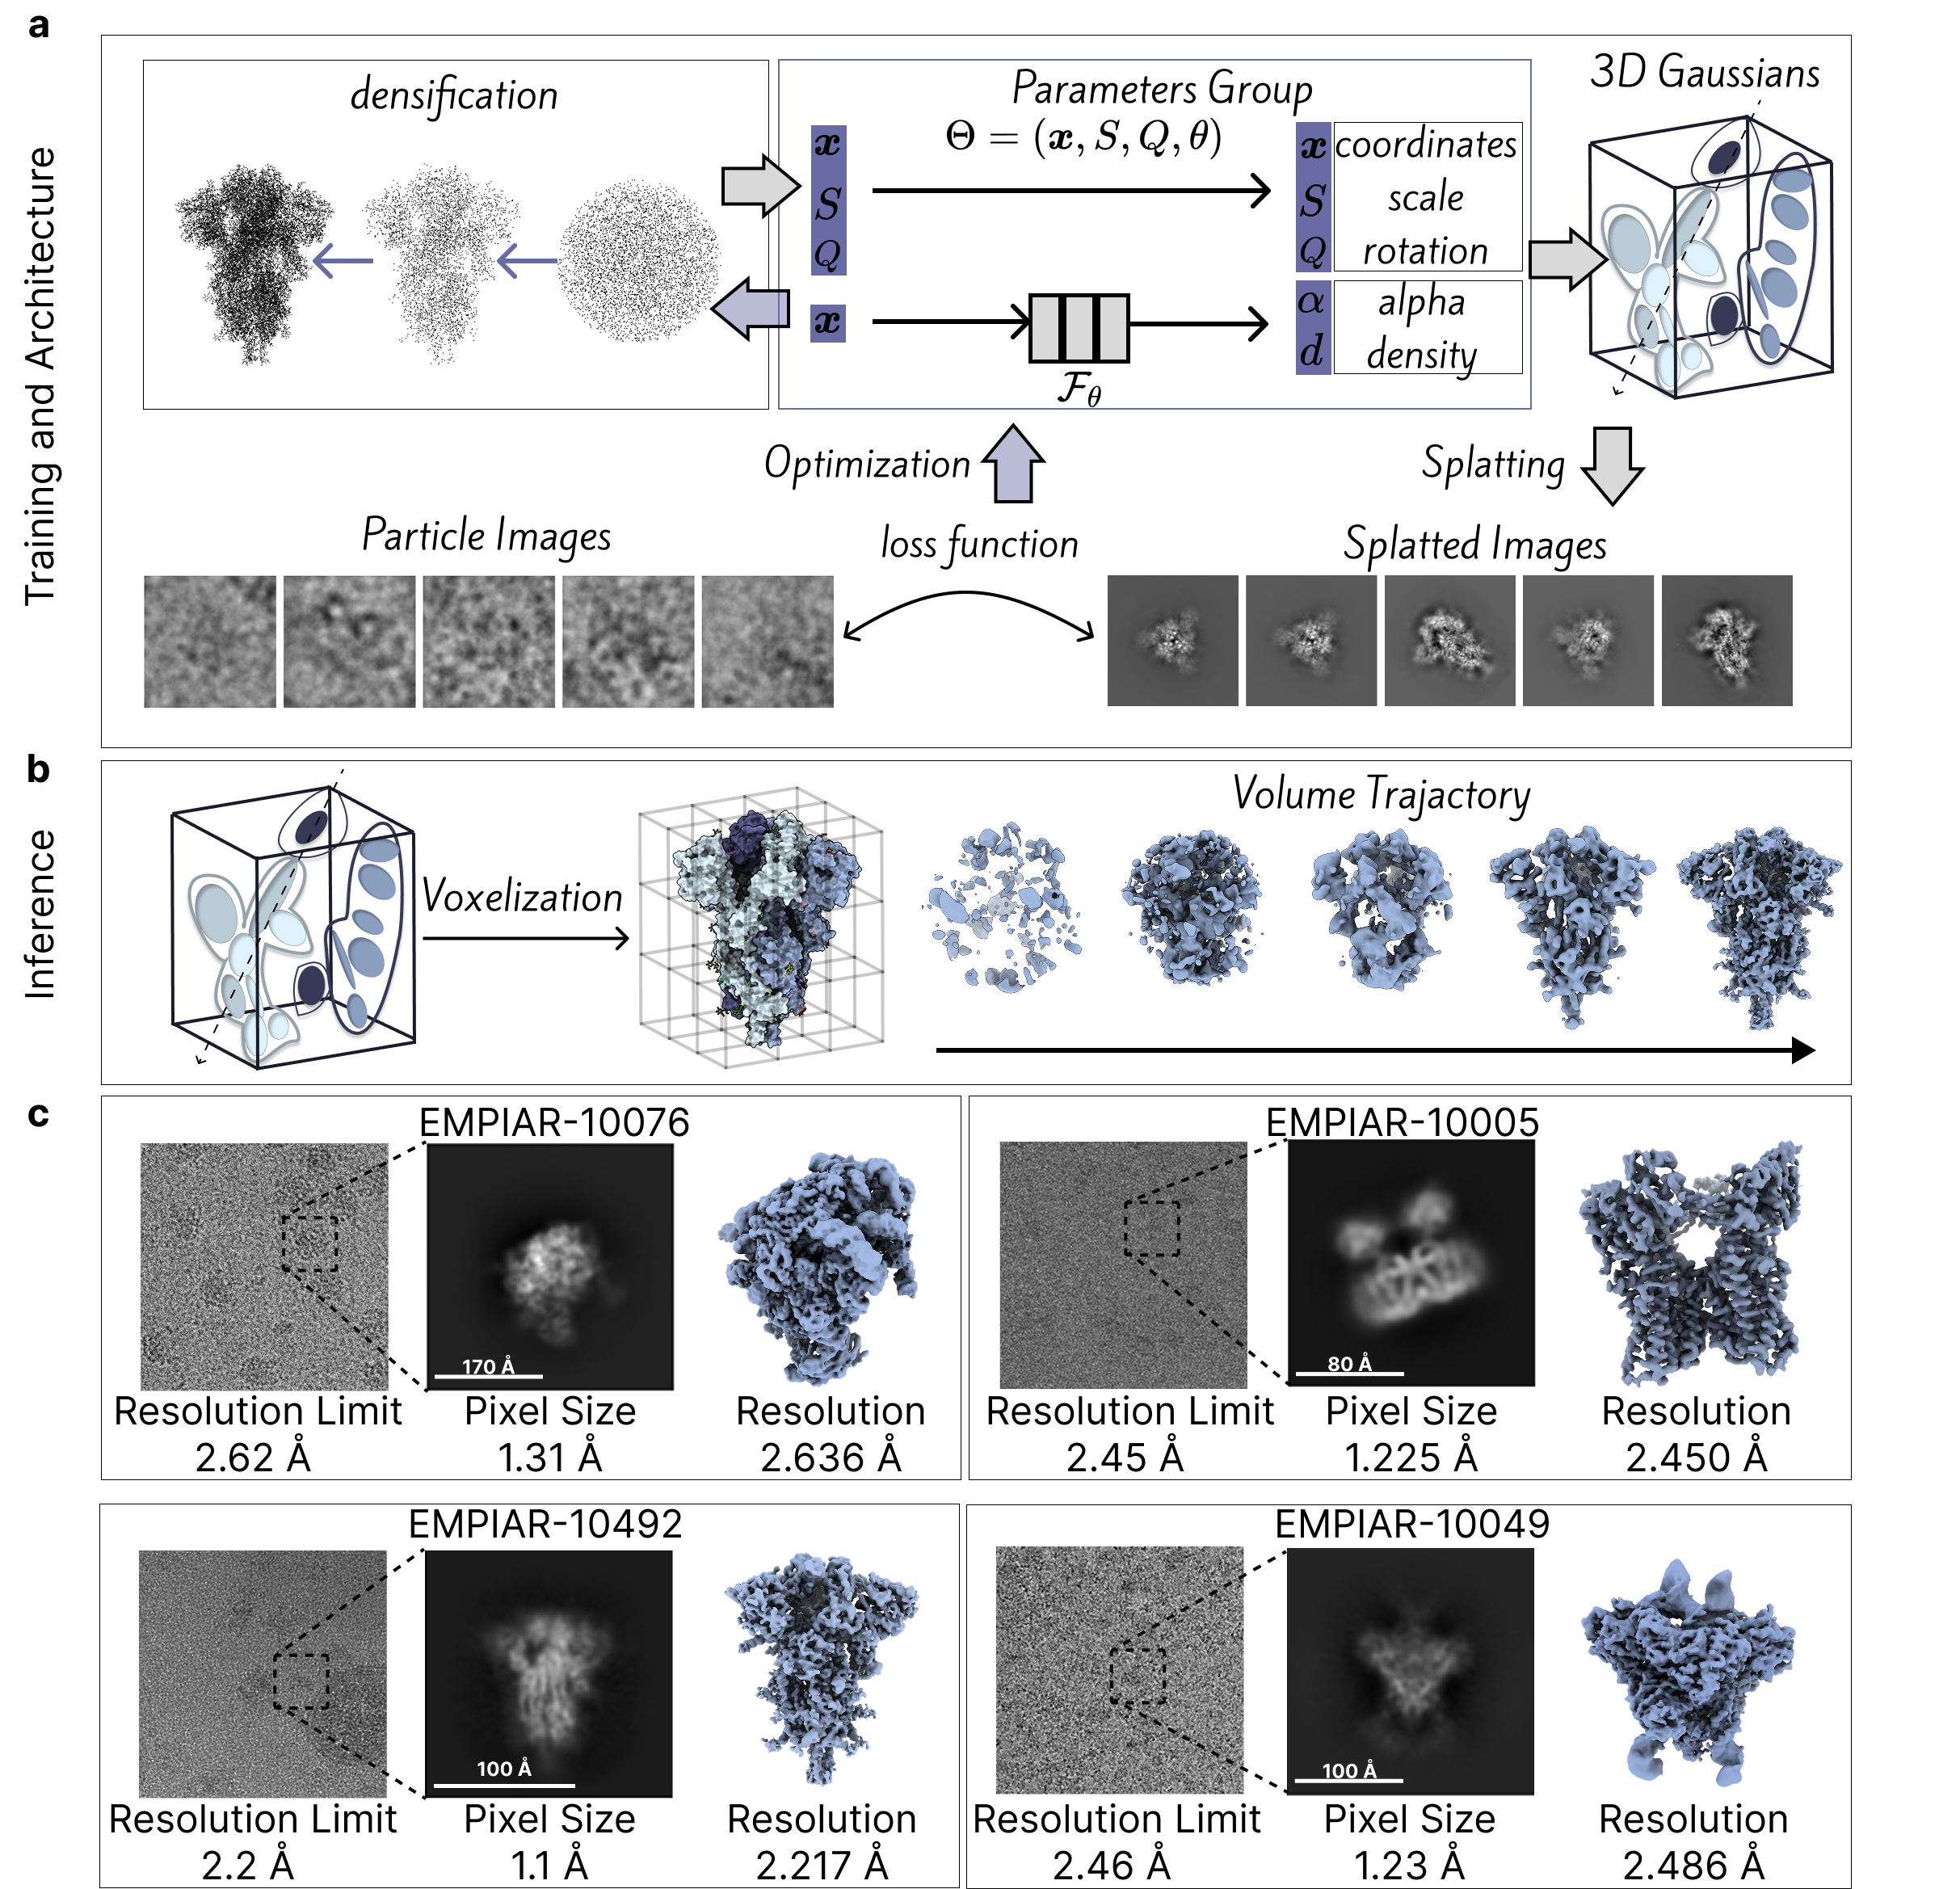 a
Training and Architecture
densification
Parameters Group
Θ = (x, S, Q, θ)
x
S
Q
x
x coordinates
S scale
Q rotation
α alpha
d density
F_θ
3D Gaussians
Optimization
Splatting
Particle Images
loss function
Splatted Images
b
Inference
Voxelization
Volume Trajactory
c
EMPIAR-10076
170 Å
Resolution Limit
2.62 Å
Pixel Size
1.31 Å
Resolution
2.636 Å
EMPIAR-10005
80 Å
Resolution Limit
2.45 Å
Pixel Size
1.225 Å
Resolution
2.450 Å
EMPIAR-10492
100 Å
Resolution Limit
2.2 Å
Pixel Size
1.1 Å
Resolution
2.217 Å
EMPIAR-10049
100 Å
Resolution Limit
2.46 Å
Pixel Size
1.23 Å
Resolution
2.486 Å